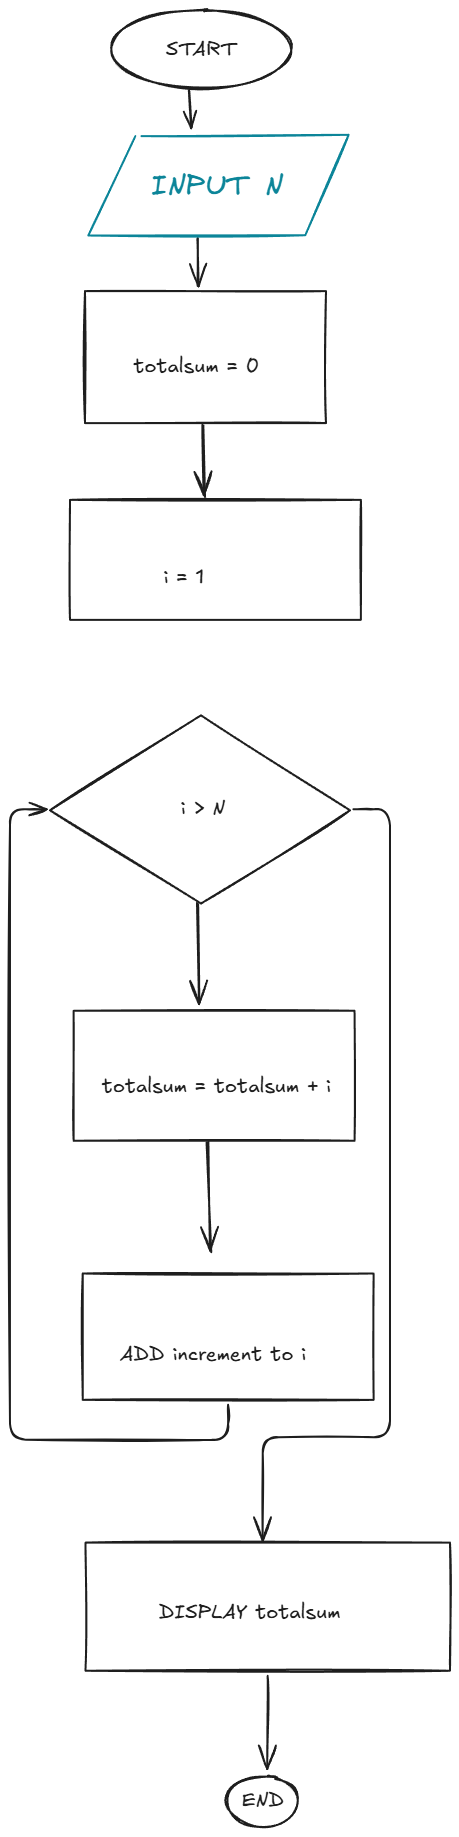 START
INPUT N
totalsum = 0
i = 1
i > N
totalsum = totalsum + i
ADD increment to i
DISPLAY totalsum
END